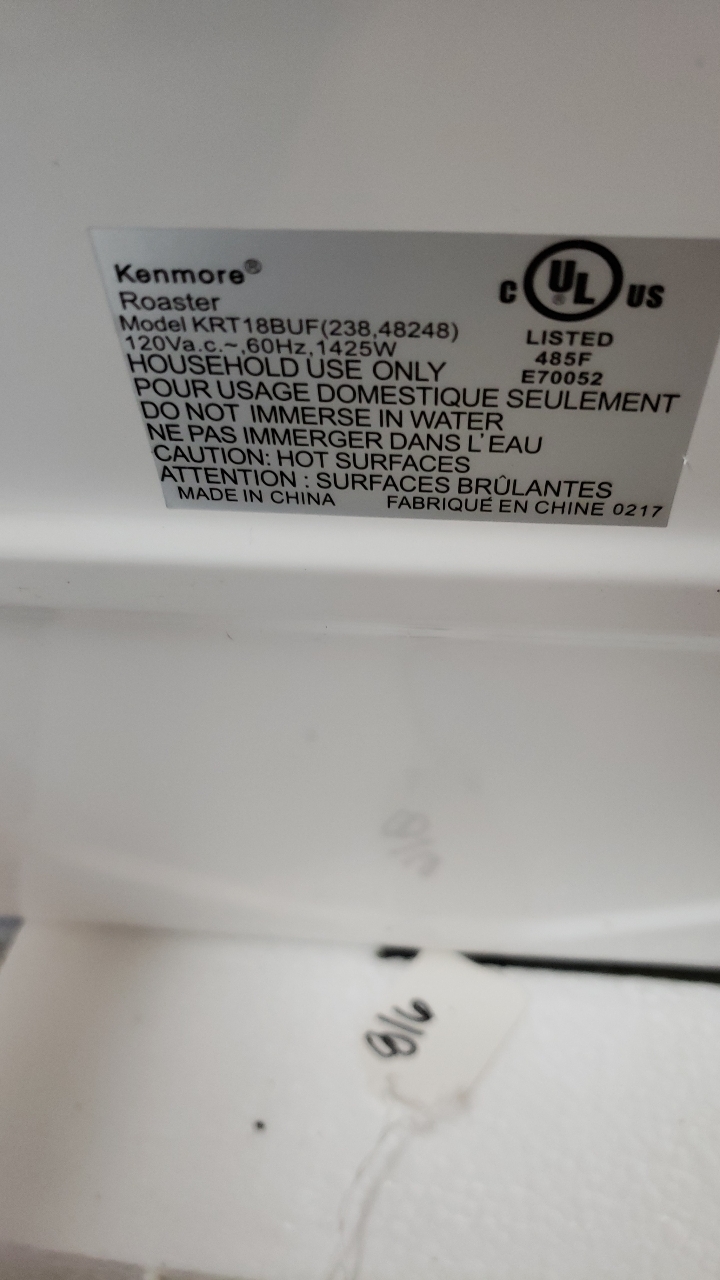 Kenmore®
Roaster
Model KRT18BUF(238,48248)
120Va.c.~,60Hz,1425W
HOUSEHOLD USE ONLY
POUR USAGE DOMESTIQUE SEULEMENT
DO NOT IMMERSE IN WATER
NE PAS IMMERGER DANS L'EAU
CAUTION: HOT SURFACES
ATTENTION : SURFACES BRÛLANTES
MADE IN CHINA FABRIQUÉ EN CHINE 0217
C UL® US
LISTED
485F
E70052
8/6